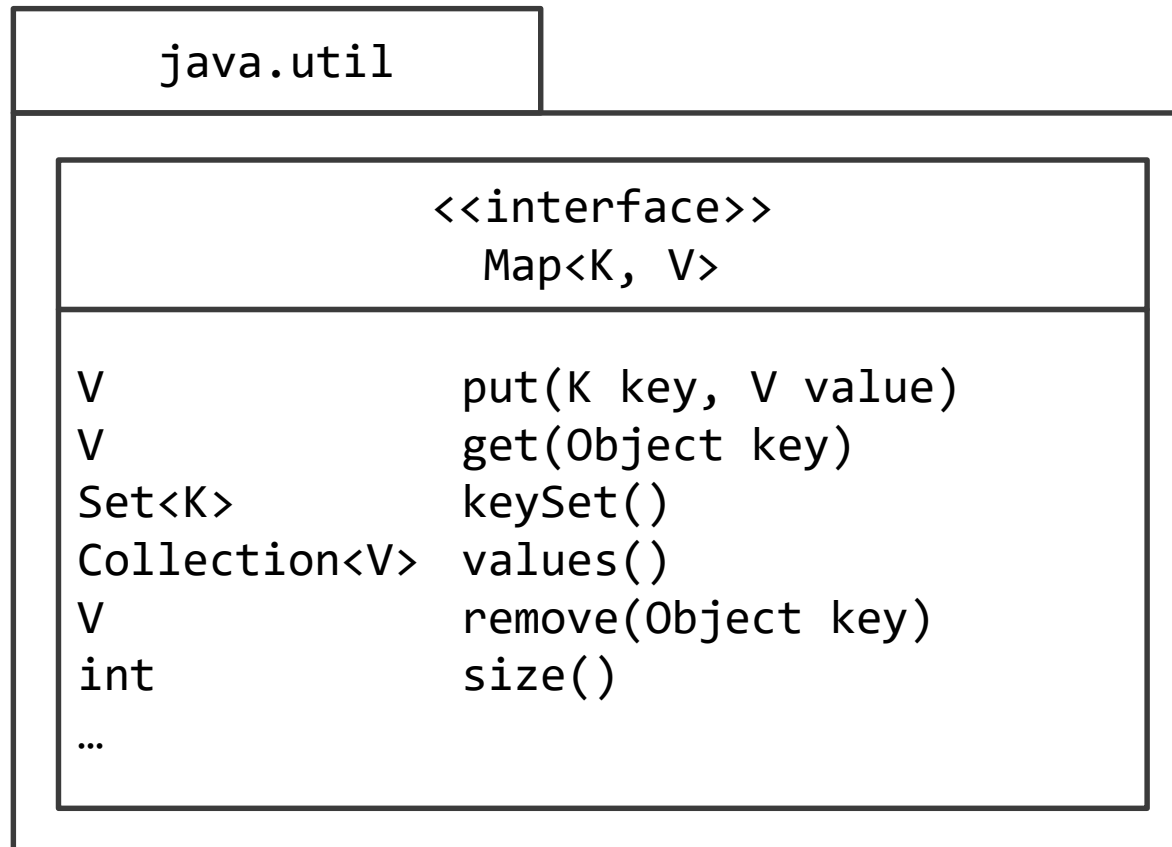 java.util
<<interface>>
Map<K, V>
V put(K key, V value)
V get(Object key)
Set<K> keySet()
Collection<V> values()
V remove(Object key)
int size()
…